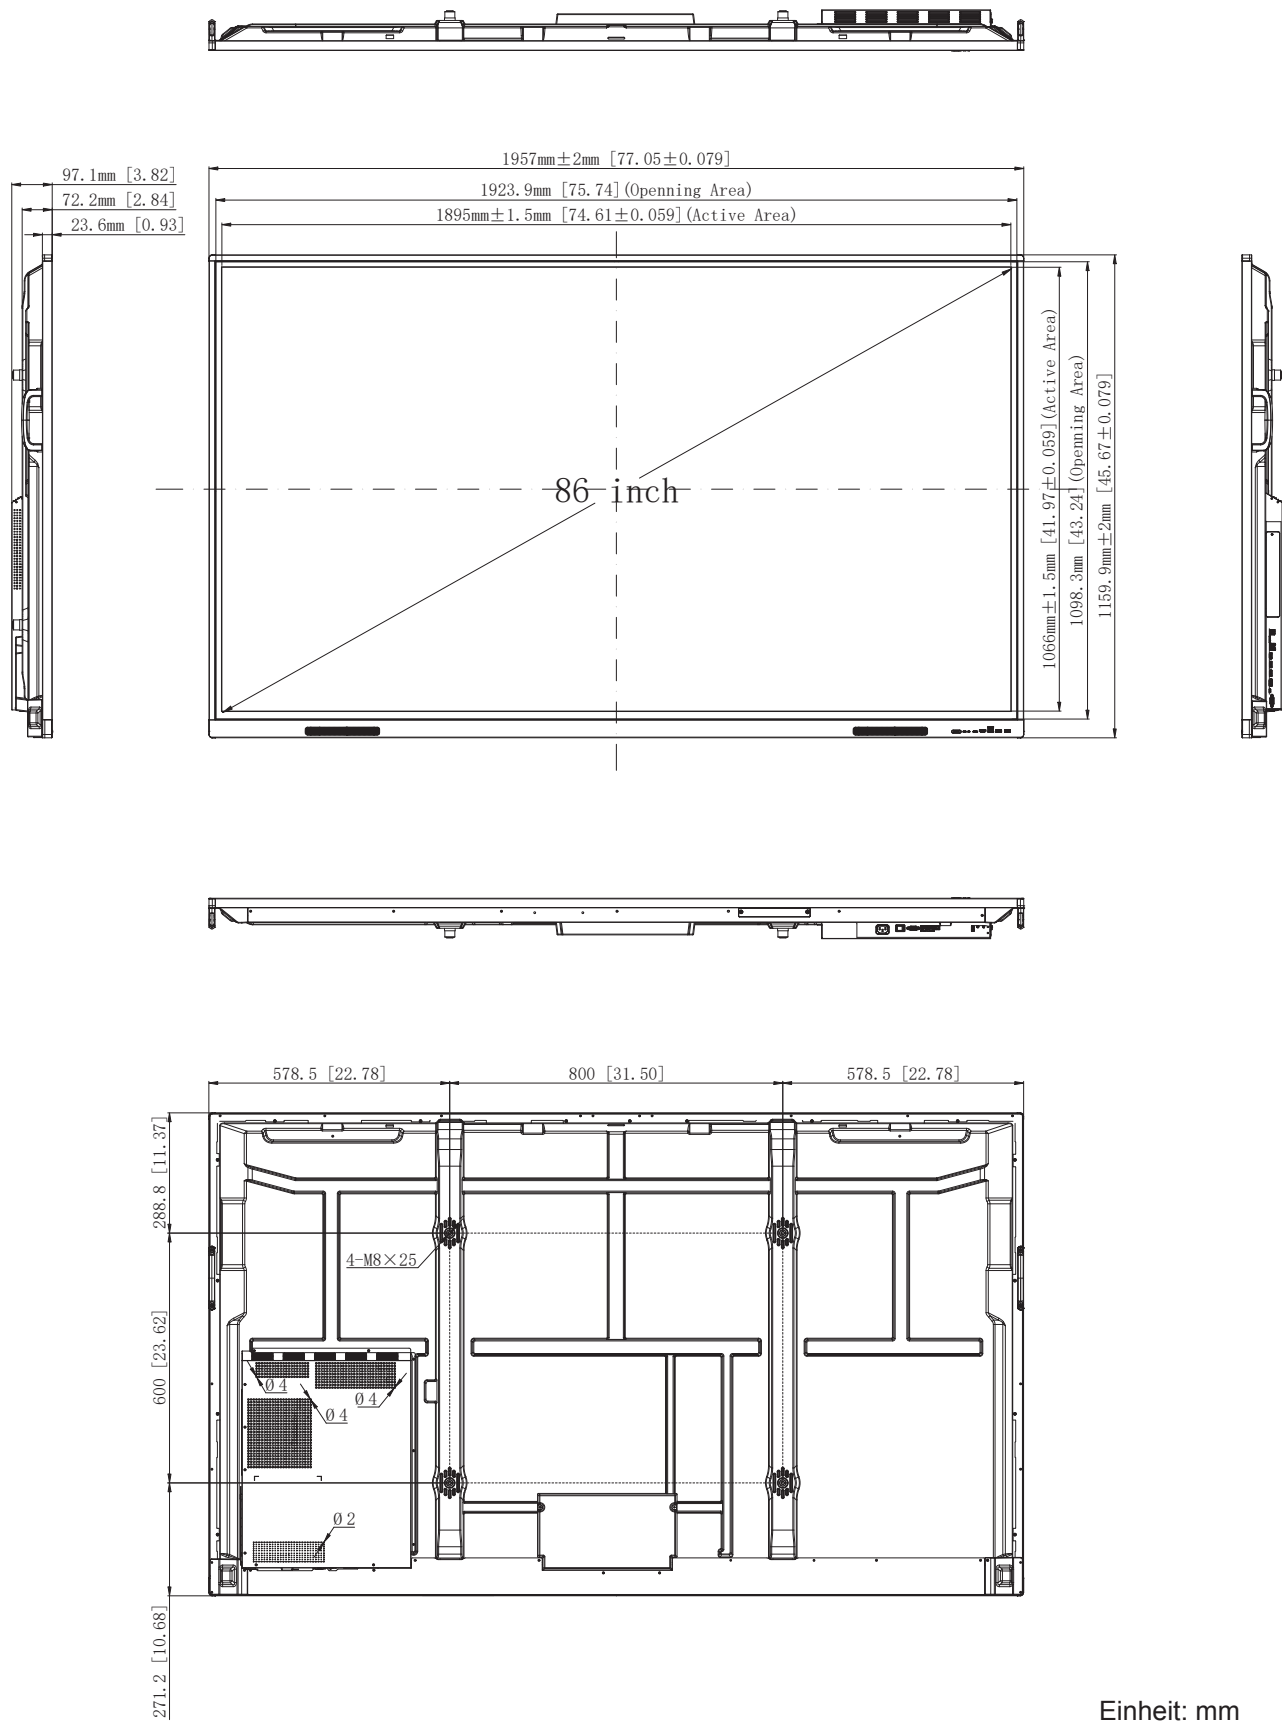 1957mm±2mm [77.05±0.079]
97.1mm [3.82]
1923.9mm [75.74](Openning Area)
72.2mm [2.84]
1895mm±1.5mm [74.61±0.059](Active Area)
23.6mm [0.93]
86 inch
1066mm±1.5mm [41.97±0.059](Active Area)
1098.3mm [43.24](Openning Area)
1159.9mm±2mm [45.67±0.079]
578.5 [22.78]
800 [31.50]
578.5 [22.78]
288.8 [11.37]
4-M8×25
600 [23.62]
Ø4
Ø4
Ø4
Ø2
271.2 [10.68]
Einheit: mm